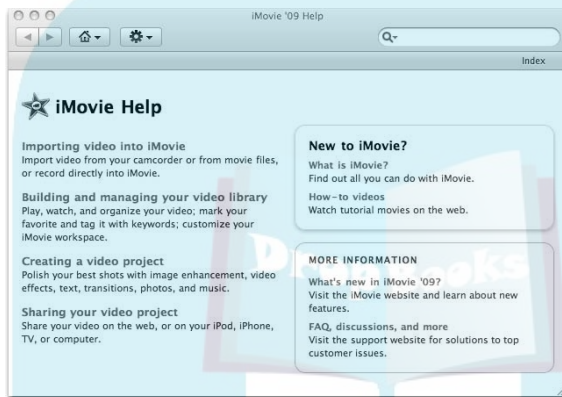 iMovie '09 Help
Index
iMovie Help
Importing video into iMovie
Import video from your camcorder or from movie files,
or record directly into iMovie.
Building and managing your video library
Play, watch, and organize your video; mark your
favorite and tag it with keywords; customize your
iMovie workspace.
Creating a video project
Polish your best shots with image enhancement, video
effects, text, transitions, photos, and music.
Sharing your video project
Share your video on the web, or on your iPod, iPhone,
TV, or computer.
New to iMovie?
What is iMovie?
Find out all you can do with iMovie.
How-to videos
Watch tutorial movies on the web.
MORE INFORMATION
What's new in iMovie '09?
Visit the iMovie website and learn about new
features.
FAQ, discussions, and more
Visit the support website for solutions to top
customer issues.
DropBooks